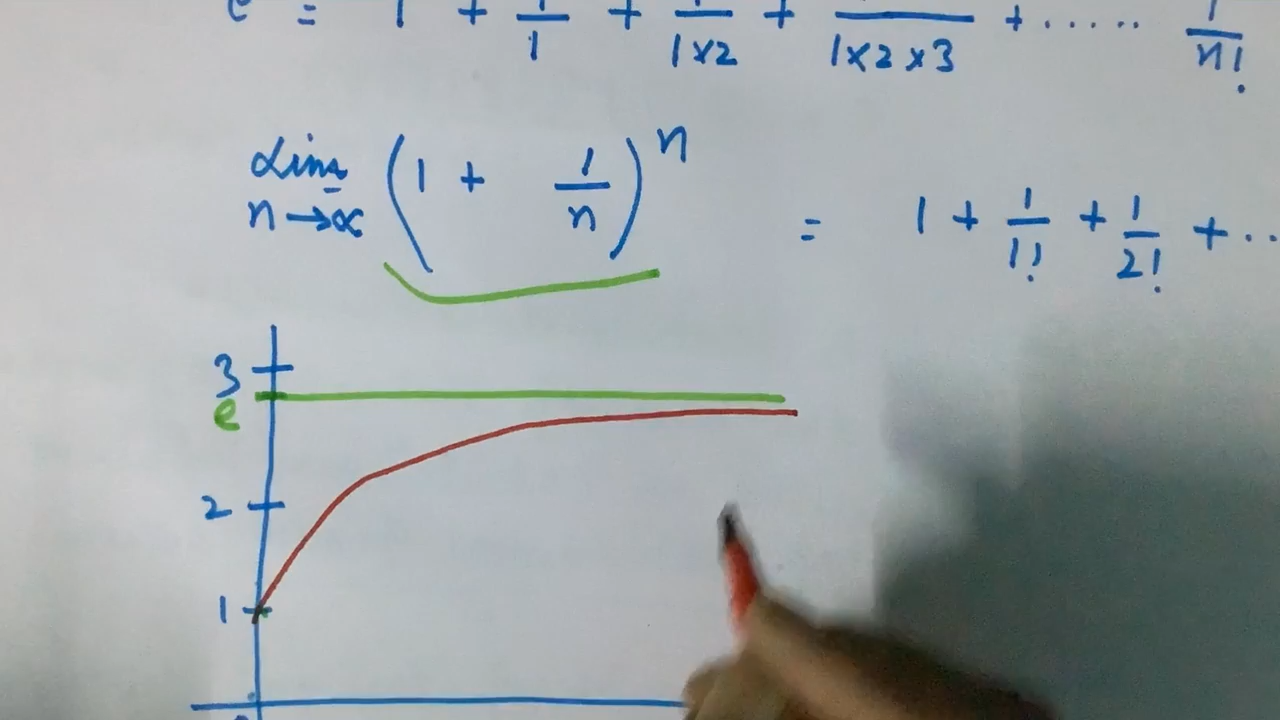 e = 1 + 1/1 + 1/1×2 + 1/1×2×3 + ...... 1/n!
Lim n→∝ (1 + 1/n)^n = 1 + 1/1! + 1/2! + ..
3
e
2
1